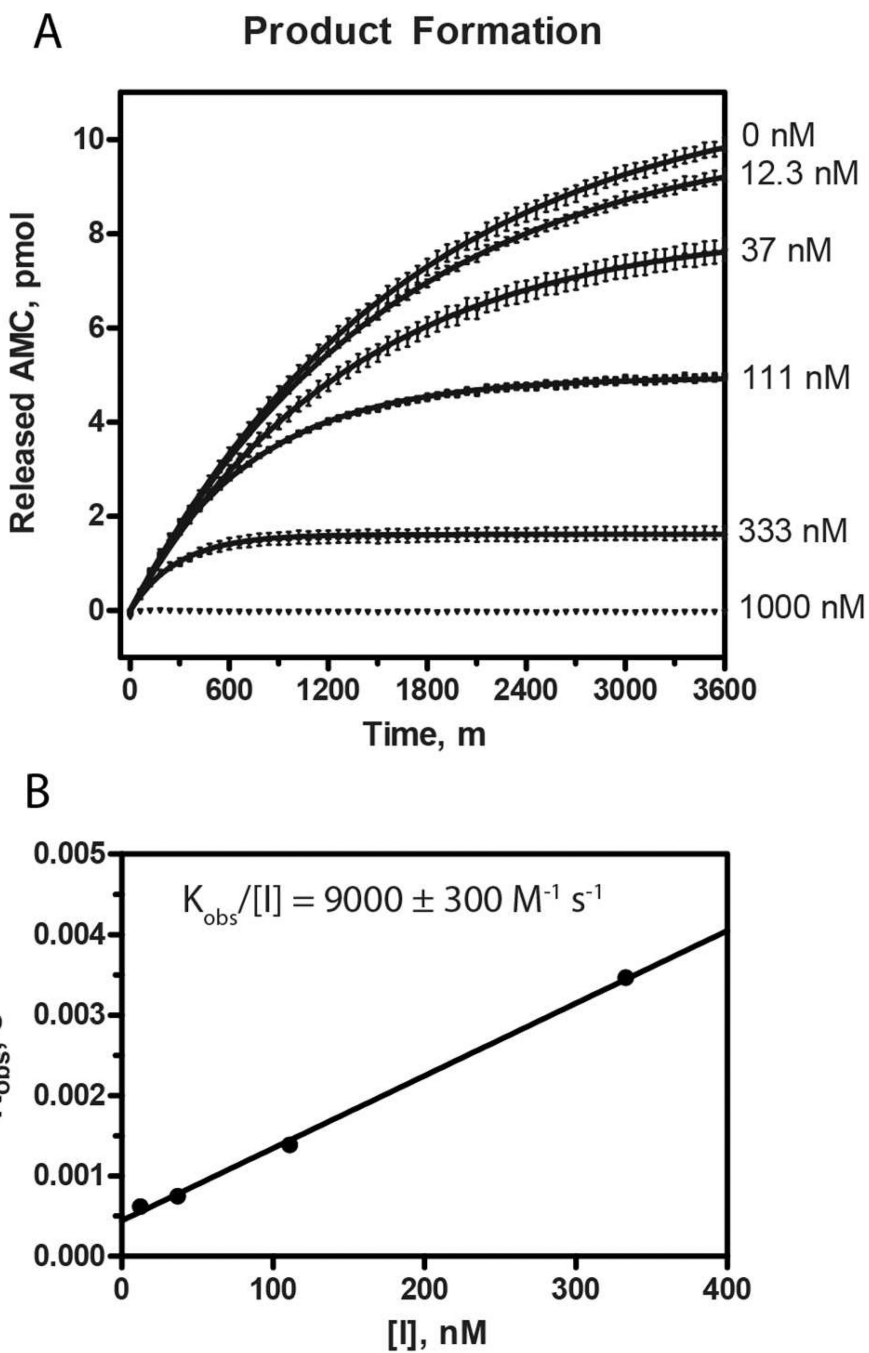 A
Product Formation
Released AMC, pmol
10
8
6
4
2
0
0 nM
12.3 nM
37 nM
111 nM
333 nM
1000 nM
0 600 1200 1800 2400 3000 3600
Time, m
B
K_obs/[I] = 9000 ± 300 M⁻¹ s⁻¹
0.005
0.004
0.003
0.002
0.001
0.000
0 100 200 300 400
[I], nM